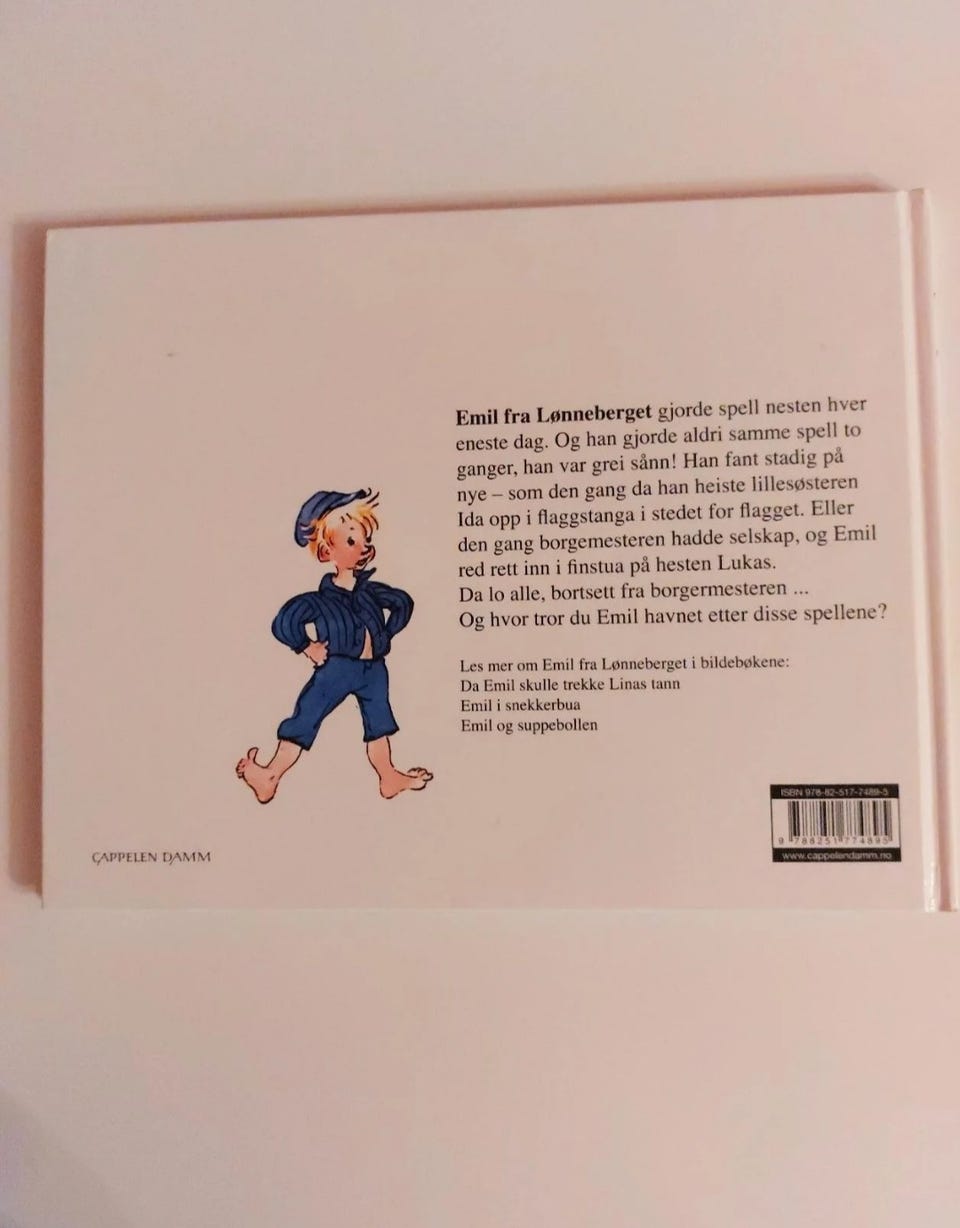 Emil fra Lønneberget gjorde spell nesten hver
eneste dag. Og han gjorde aldri samme spell to
ganger, han var grei sånn! Han fant stadig på
nye – som den gang da han heiste lillesøsteren
Ida opp i flaggstanga i stedet for flagget. Eller
den gang borgemesteren hadde selskap, og Emil
red rett inn i finstua på hesten Lukas.
Da lo alle, bortsett fra borgermesteren ...
Og hvor tror du Emil havnet etter disse spellene?
Les mer om Emil fra Lønneberget i bildebøkene:
Da Emil skulle trekke Linas tann
Emil i snekkerbua
Emil og suppebollen
ISBN 978-82-517-7489-5
9 788251 774895
www.cappelendamm.no
CAPPELEN DAMM